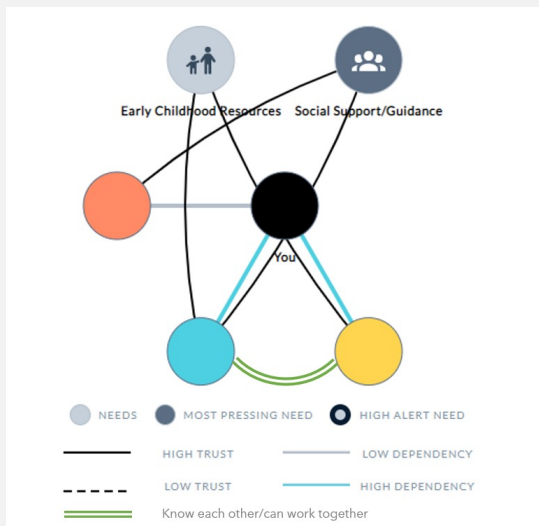 Early Childhood Resources
Social Support/Guidance
You
NEEDS
MOST PRESSING NEED
HIGH ALERT NEED
HIGH TRUST
LOW DEPENDENCY
LOW TRUST
HIGH DEPENDENCY
Know each other/can work together